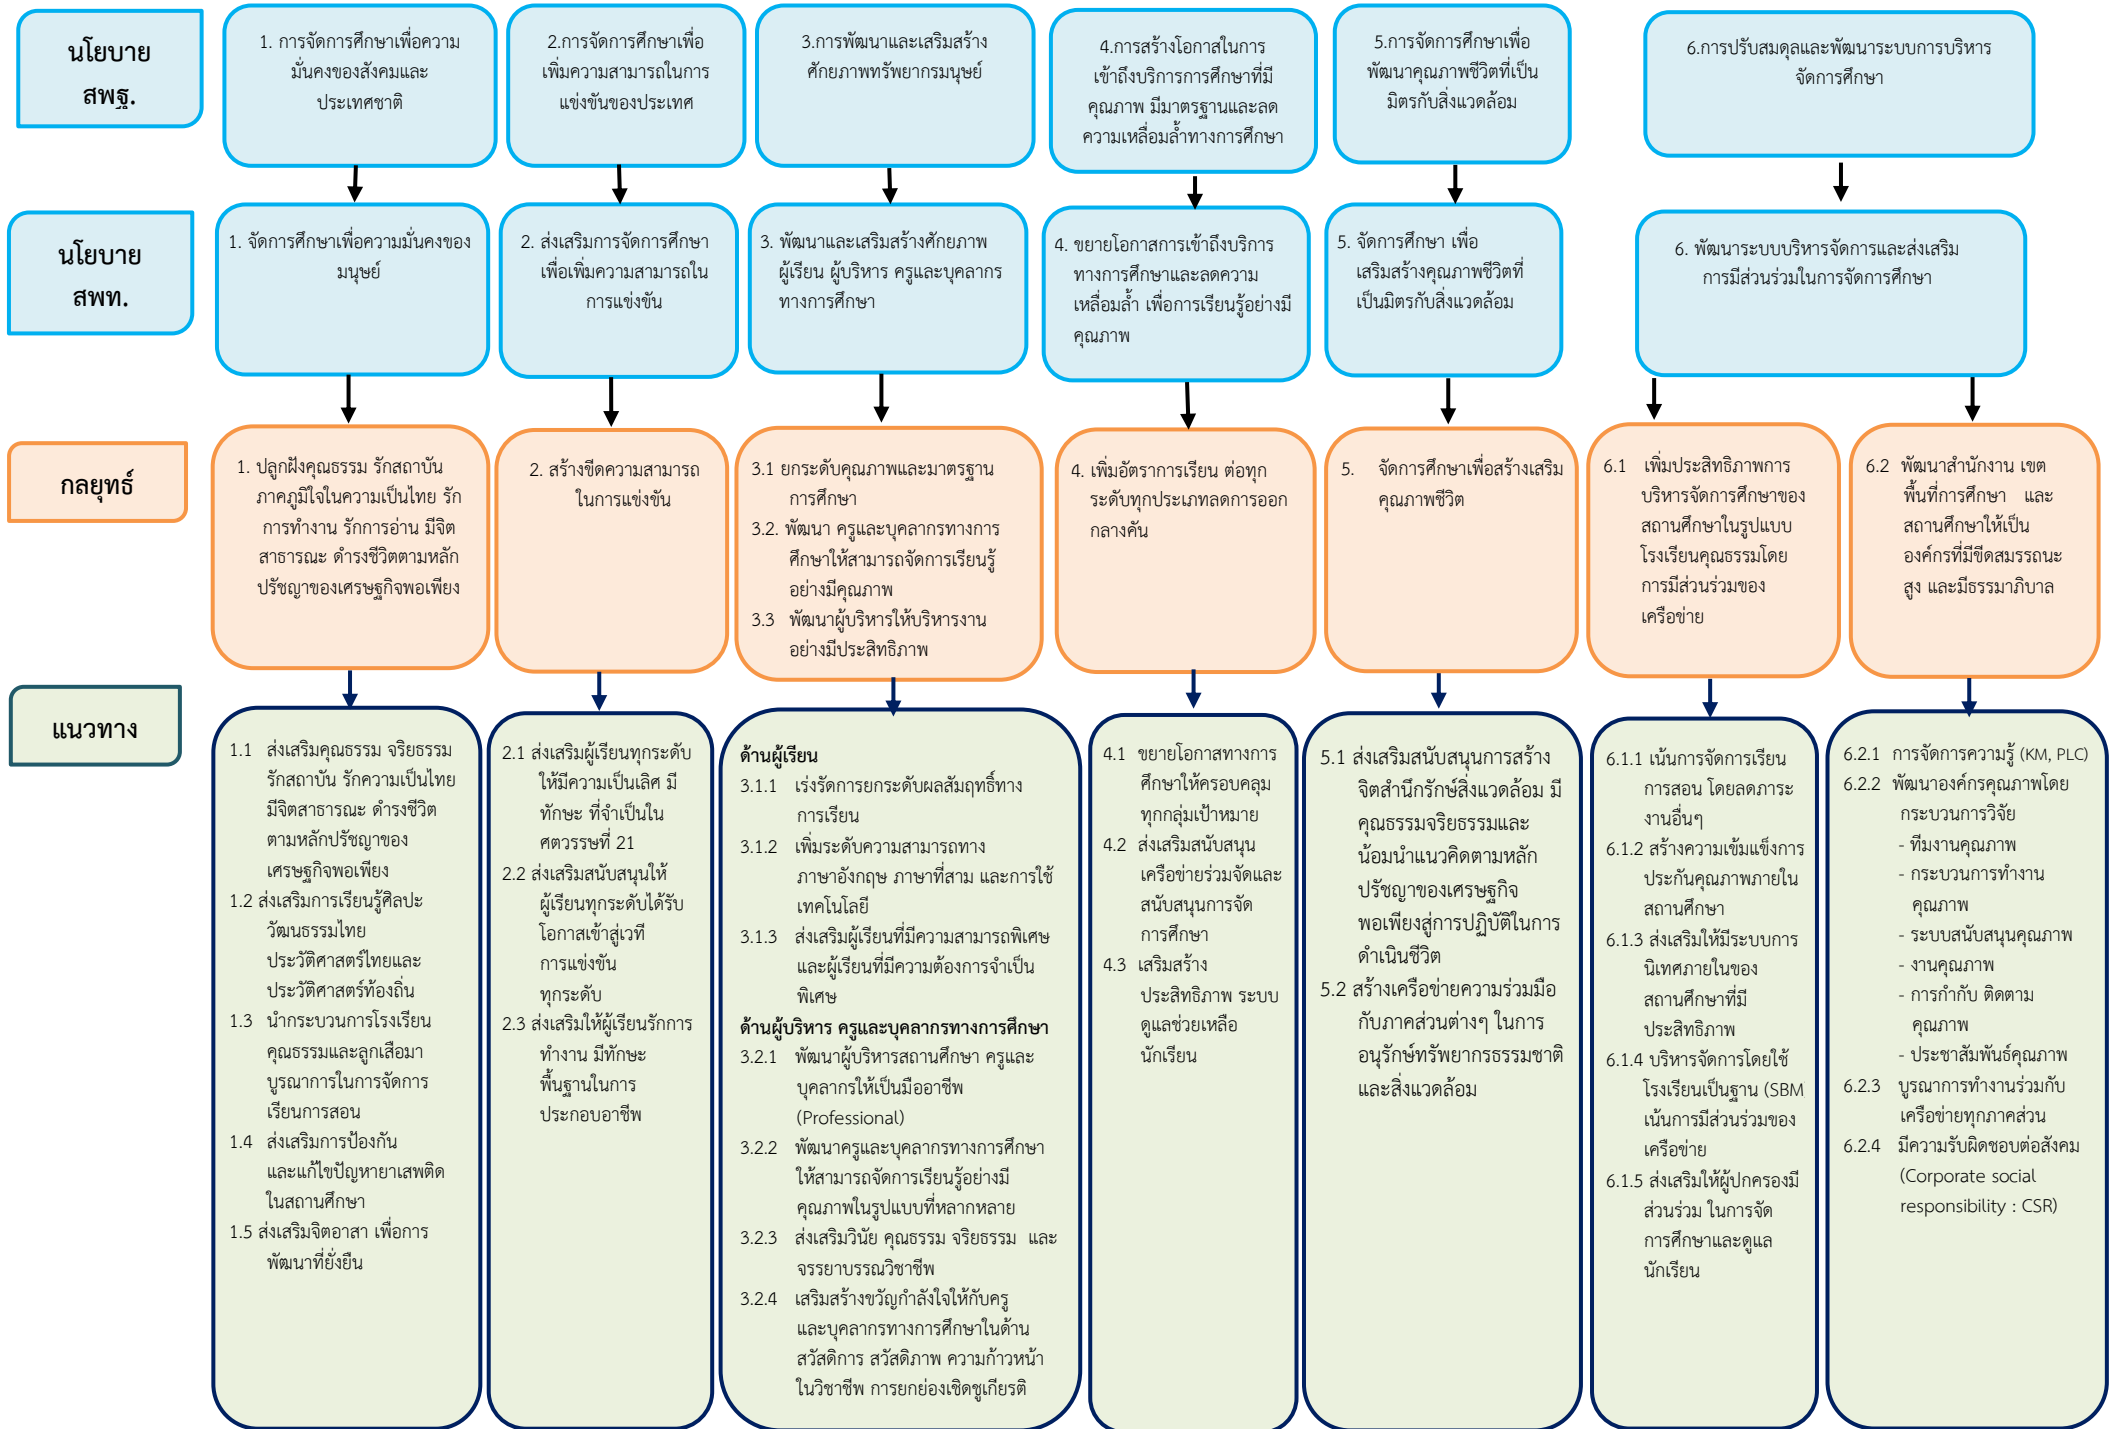 นโยบาย
สพฐ.
1. การจัดการศึกษาเพื่อความ
มั่นคงของสังคมและ
ประเทศชาติ
2.การจัดการศึกษาเพื่อ
เพิ่มความสามารถในการ
แข่งขันของประเทศ
3.การพัฒนาและเสริมสร้าง
ศักยภาพทรัพยากรมนุษย์
4.การสร้างโอกาสในการ
เข้าถึงบริการการศึกษาที่มี
คุณภาพ มีมาตรฐานและลด
ความเหลื่อมล้ำทางการศึกษา
5.การจัดการศึกษาเพื่อ
พัฒนาคุณภาพชีวิตที่เป็น
มิตรกับสิ่งแวดล้อม
6.การปรับสมดุลและพัฒนาระบบการบริหาร
จัดการศึกษา
นโยบาย
สพท.
1. จัดการศึกษาเพื่อความมั่นคงของ
มนุษย์
2. ส่งเสริมการจัดการศึกษา
เพื่อเพิ่มความสามารถใน
การแข่งขัน
3. พัฒนาและเสริมสร้างศักยภาพ
ผู้เรียน ผู้บริหาร ครูและบุคลากร
ทางการศึกษา
4. ขยายโอกาสการเข้าถึงบริการ
ทางการศึกษาและลดความ
เหลื่อมล้ำ เพื่อการเรียนรู้อย่างมี
คุณภาพ
5. จัดการศึกษา เพื่อ
เสริมสร้างคุณภาพชีวิตที่
เป็นมิตรกับสิ่งแวดล้อม
6. พัฒนาระบบบริหารจัดการและส่งเสริม
การมีส่วนร่วมในการจัดการศึกษา
กลยุทธ์
1. ปลูกฝังคุณธรรม รักสถาบัน
ภาคภูมิใจในความเป็นไทย รัก
การทำงาน รักการอ่าน มีจิต
สาธารณะ ดำรงชีวิตตามหลัก
ปรัชญาของเศรษฐกิจพอเพียง
2. สร้างขีดความสามารถ
ในการแข่งขัน
3.1 ยกระดับคุณภาพและมาตรฐาน
การศึกษา
3.2. พัฒนา ครูและบุคลากรทางการ
ศึกษาให้สามารถจัดการเรียนรู้
อย่างมีคุณภาพ
3.3 พัฒนาผู้บริหารให้บริหารงาน
อย่างมีประสิทธิภาพ
4. เพิ่มอัตราการเรียน ต่อทุก
ระดับทุกประเภทลดการออก
กลางคัน
5. จัดการศึกษาเพื่อสร้างเสริม
คุณภาพชีวิต
6.1 เพิ่มประสิทธิภาพการ
บริหารจัดการศึกษาของ
สถานศึกษาในรูปแบบ
โรงเรียนคุณธรรมโดย
การมีส่วนร่วมของ
เครือข่าย
6.2 พัฒนาสำนักงาน เขต
พื้นที่การศึกษา และ
สถานศึกษาให้เป็น
องค์กรที่มีขีดสมรรถนะ
สูง และมีธรรมาภิบาล
แนวทาง
1.1 ส่งเสริมคุณธรรม จริยธรรม
รักสถาบัน รักความเป็นไทย
มีจิตสาธารณะ ดำรงชีวิต
ตามหลักปรัชญาของ
เศรษฐกิจพอเพียง
1.2 ส่งเสริมการเรียนรู้ศิลปะ
วัฒนธรรมไทย
ประวัติศาสตร์ไทยและ
ประวัติศาสตร์ท้องถิ่น
1.3 นำกระบวนการโรงเรียน
คุณธรรมและลูกเสือมา
บูรณาการในการจัดการ
เรียนการสอน
1.4 ส่งเสริมการป้องกัน
และแก้ไขปัญหายาเสพติด
ในสถานศึกษา
1.5 ส่งเสริมจิตอาสา เพื่อการ
พัฒนาที่ยั่งยืน
2.1 ส่งเสริมผู้เรียนทุกระดับ
ให้มีความเป็นเลิศ มี
ทักษะ ที่จำเป็นใน
ศตวรรษที่ 21
2.2 ส่งเสริมสนับสนุนให้
ผู้เรียนทุกระดับได้รับ
โอกาสเข้าสู่เวที
การแข่งขัน
ทุกระดับ
2.3 ส่งเสริมให้ผู้เรียนรักการ
ทำงาน มีทักษะ
พื้นฐานในการ
ประกอบอาชีพ
ด้านผู้เรียน
3.1.1 เร่งรัดการยกระดับผลสัมฤทธิ์ทาง
การเรียน
3.1.2 เพิ่มระดับความสามารถทาง
ภาษาอังกฤษ ภาษาที่สาม และการใช้
เทคโนโลยี
3.1.3 ส่งเสริมผู้เรียนที่มีความสามารถพิเศษ
และผู้เรียนที่มีความต้องการจำเป็น
พิเศษ
ด้านผู้บริหาร ครูและบุคลากรทางการศึกษา
3.2.1 พัฒนาผู้บริหารสถานศึกษา ครูและ
บุคลากรให้เป็นมืออาชีพ
(Professional)
3.2.2 พัฒนาครูและบุคลากรทางการศึกษา
ให้สามารถจัดการเรียนรู้อย่างมี
คุณภาพในรูปแบบที่หลากหลาย
3.2.3 ส่งเสริมวินัย คุณธรรม จริยธรรม และ
จรรยาบรรณวิชาชีพ
3.2.4 เสริมสร้างขวัญกำลังใจให้กับครู
และบุคลากรทางการศึกษาในด้าน
สวัสดิการ สวัสดิภาพ ความก้าวหน้า
ในวิชาชีพ การยกย่องเชิดชูเกียรติ
4.1 ขยายโอกาสทางการ
ศึกษาให้ครอบคลุม
ทุกกลุ่มเป้าหมาย
4.2 ส่งเสริมสนับสนุน
เครือข่ายร่วมจัดและ
สนับสนุนการจัด
การศึกษา
4.3 เสริมสร้าง
ประสิทธิภาพ ระบบ
ดูแลช่วยเหลือ
นักเรียน
5.1 ส่งเสริมสนับสนุนการสร้าง
จิตสำนึกรักษ์สิ่งแวดล้อม มี
คุณธรรมจริยธรรมและ
น้อมนำแนวคิดตามหลัก
ปรัชญาของเศรษฐกิจ
พอเพียงสู่การปฏิบัติในการ
ดำเนินชีวิต
5.2 สร้างเครือข่ายความร่วมมือ
กับภาคส่วนต่างๆ ในการ
อนุรักษ์ทรัพยากรธรรมชาติ
และสิ่งแวดล้อม
6.1.1 เน้นการจัดการเรียน
การสอน โดยลดภาระ
งานอื่นๆ
6.1.2 สร้างความเข้มแข็งการ
ประกันคุณภาพภายใน
สถานศึกษา
6.1.3 ส่งเสริมให้มีระบบการ
นิเทศภายในของ
สถานศึกษาที่มี
ประสิทธิภาพ
6.1.4 บริหารจัดการโดยใช้
โรงเรียนเป็นฐาน (SBM
เน้นการมีส่วนร่วมของ
เครือข่าย
6.1.5 ส่งเสริมให้ผู้ปกครองมี
ส่วนร่วม ในการจัด
การศึกษาและดูแล
นักเรียน
6.2.1 การจัดการความรู้ (KM, PLC)
6.2.2 พัฒนาองค์กรคุณภาพโดย
กระบวนการวิจัย
- ทีมงานคุณภาพ
- กระบวนการทำงาน
คุณภาพ
- ระบบสนับสนุนคุณภาพ
- งานคุณภาพ
- การกำกับ ติดตาม
คุณภาพ
- ประชาสัมพันธ์คุณภาพ
6.2.3 บูรณาการทำงานร่วมกับ
เครือข่ายทุกภาคส่วน
6.2.4 มีความรับผิดชอบต่อสังคม
(Corporate social
responsibility : CSR)